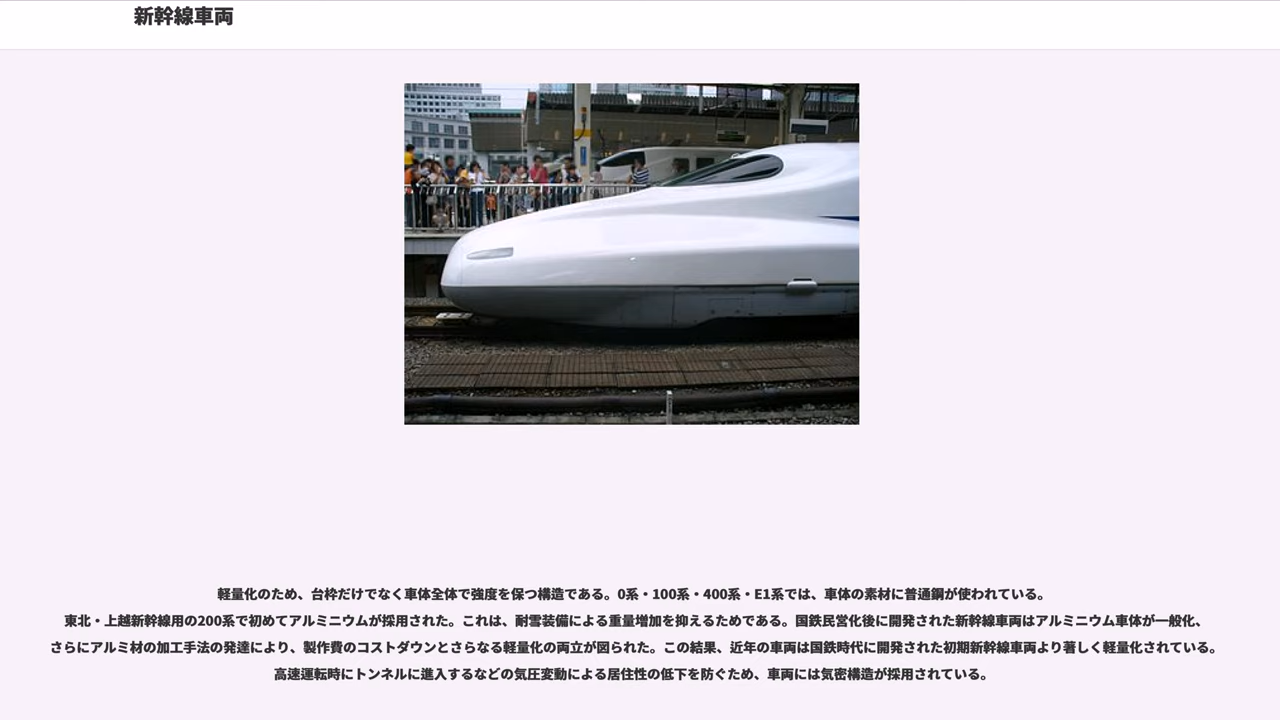 新幹線車両
軽量化のため、台枠だけでなく車体全体で強度を保つ構造である。0系・100系・400系・E1系では、車体の素材に普通鋼が使われている。
東北・上越新幹線用の200系で初めてアルミニウムが採用された。これは、耐雪装備による重量増加を抑えるためである。国鉄民営化後に開発された新幹線車両はアルミニウム車体が一般化、
さらにアルミ材の加工手法の発達により、製作費のコストダウンとさらなる軽量化の両立が図られた。この結果、近年の車両は国鉄時代に開発された初期新幹線車両より著しく軽量化されている。
高速運転時にトンネルに進入するなどの気圧変動による居住性の低下を防ぐため、車両には気密構造が採用されている。